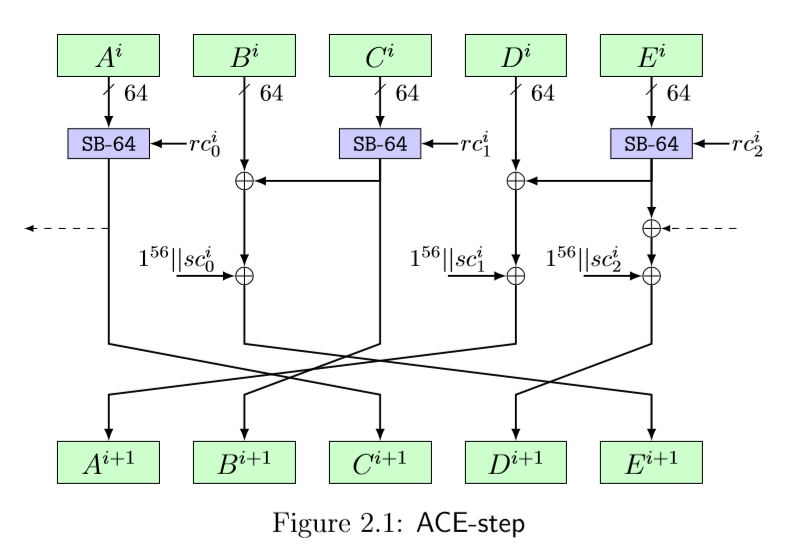 A^i B^i C^i D^i E^i
64 64 64 64 64
SB-64 rc_0^i SB-64 rc_1^i SB-64 rc_2^i
1^{56}||sc_0^i 1^{56}||sc_1^i 1^{56}||sc_2^i
A^{i+1} B^{i+1} C^{i+1} D^{i+1} E^{i+1}
Figure 2.1: ACE-step